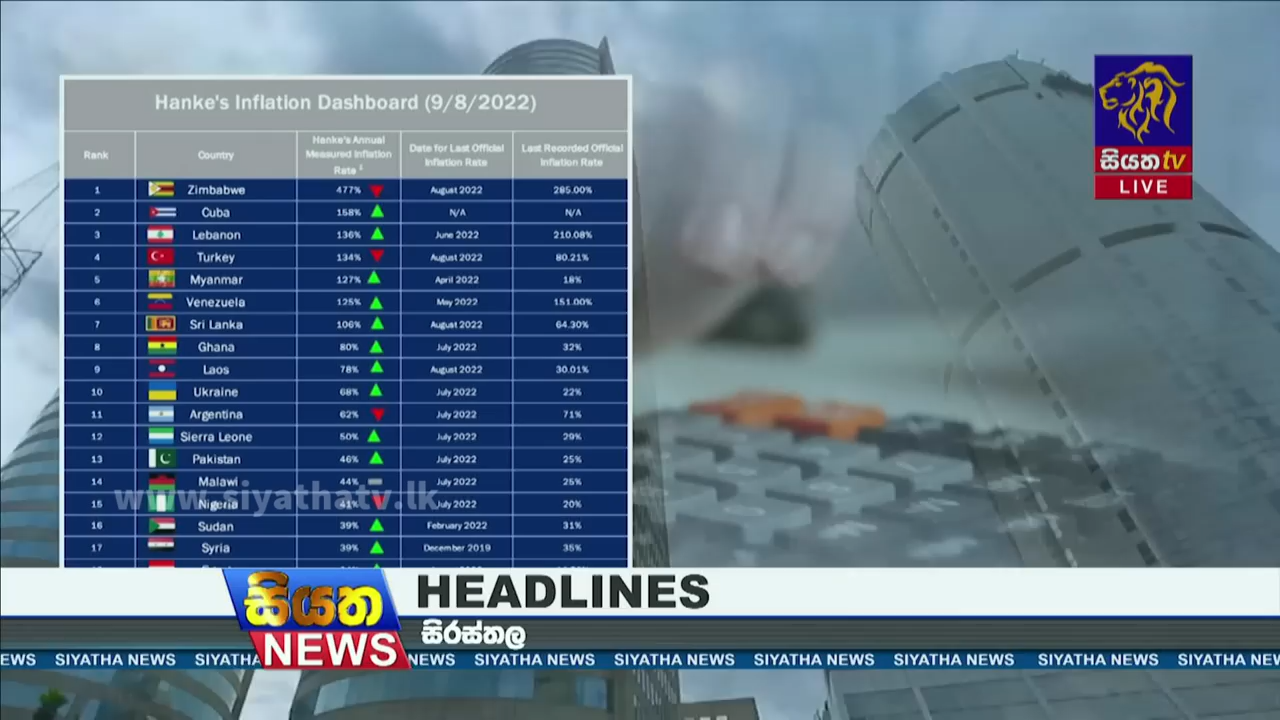 Hanke's Inflation Dashboard (9/8/2022)
Rank Country Hanke's Annual Measured Inflation Rate ¹ Date for Last Official Inflation Rate Last Recorded Official Inflation Rate
1 Zimbabwe 477% August 2022 285.00%
2 Cuba 158% N/A N/A
3 Lebanon 136% June 2022 210.08%
4 Turkey 134% August 2022 80.21%
5 Myanmar 127% April 2022 18%
6 Venezuela 125% May 2022 151.00%
7 Sri Lanka 106% August 2022 64.30%
8 Ghana 80% July 2022 32%
9 Laos 78% August 2022 30.01%
10 Ukraine 68% July 2022 22%
11 Argentina 62% July 2022 71%
12 Sierra Leone 50% July 2022 29%
13 Pakistan 46% July 2022 25%
14 Malawi 44% July 2022 25%
15 Nigeria 41% July 2022 20%
16 Sudan 39% February 2022 31%
17 Syria 39% December 2019 35%
www.siyathatv.lk
සියත tv
LIVE
සියත
NEWS
HEADLINES
සිරස්තල
EWS SIYATHA NEWS SIYATHA NEWS SIYATHA NEWS SIYATHA NEWS SIYATHA NEWS SIYATHA NEWS SIYATHA NEWS SIYATHA NE